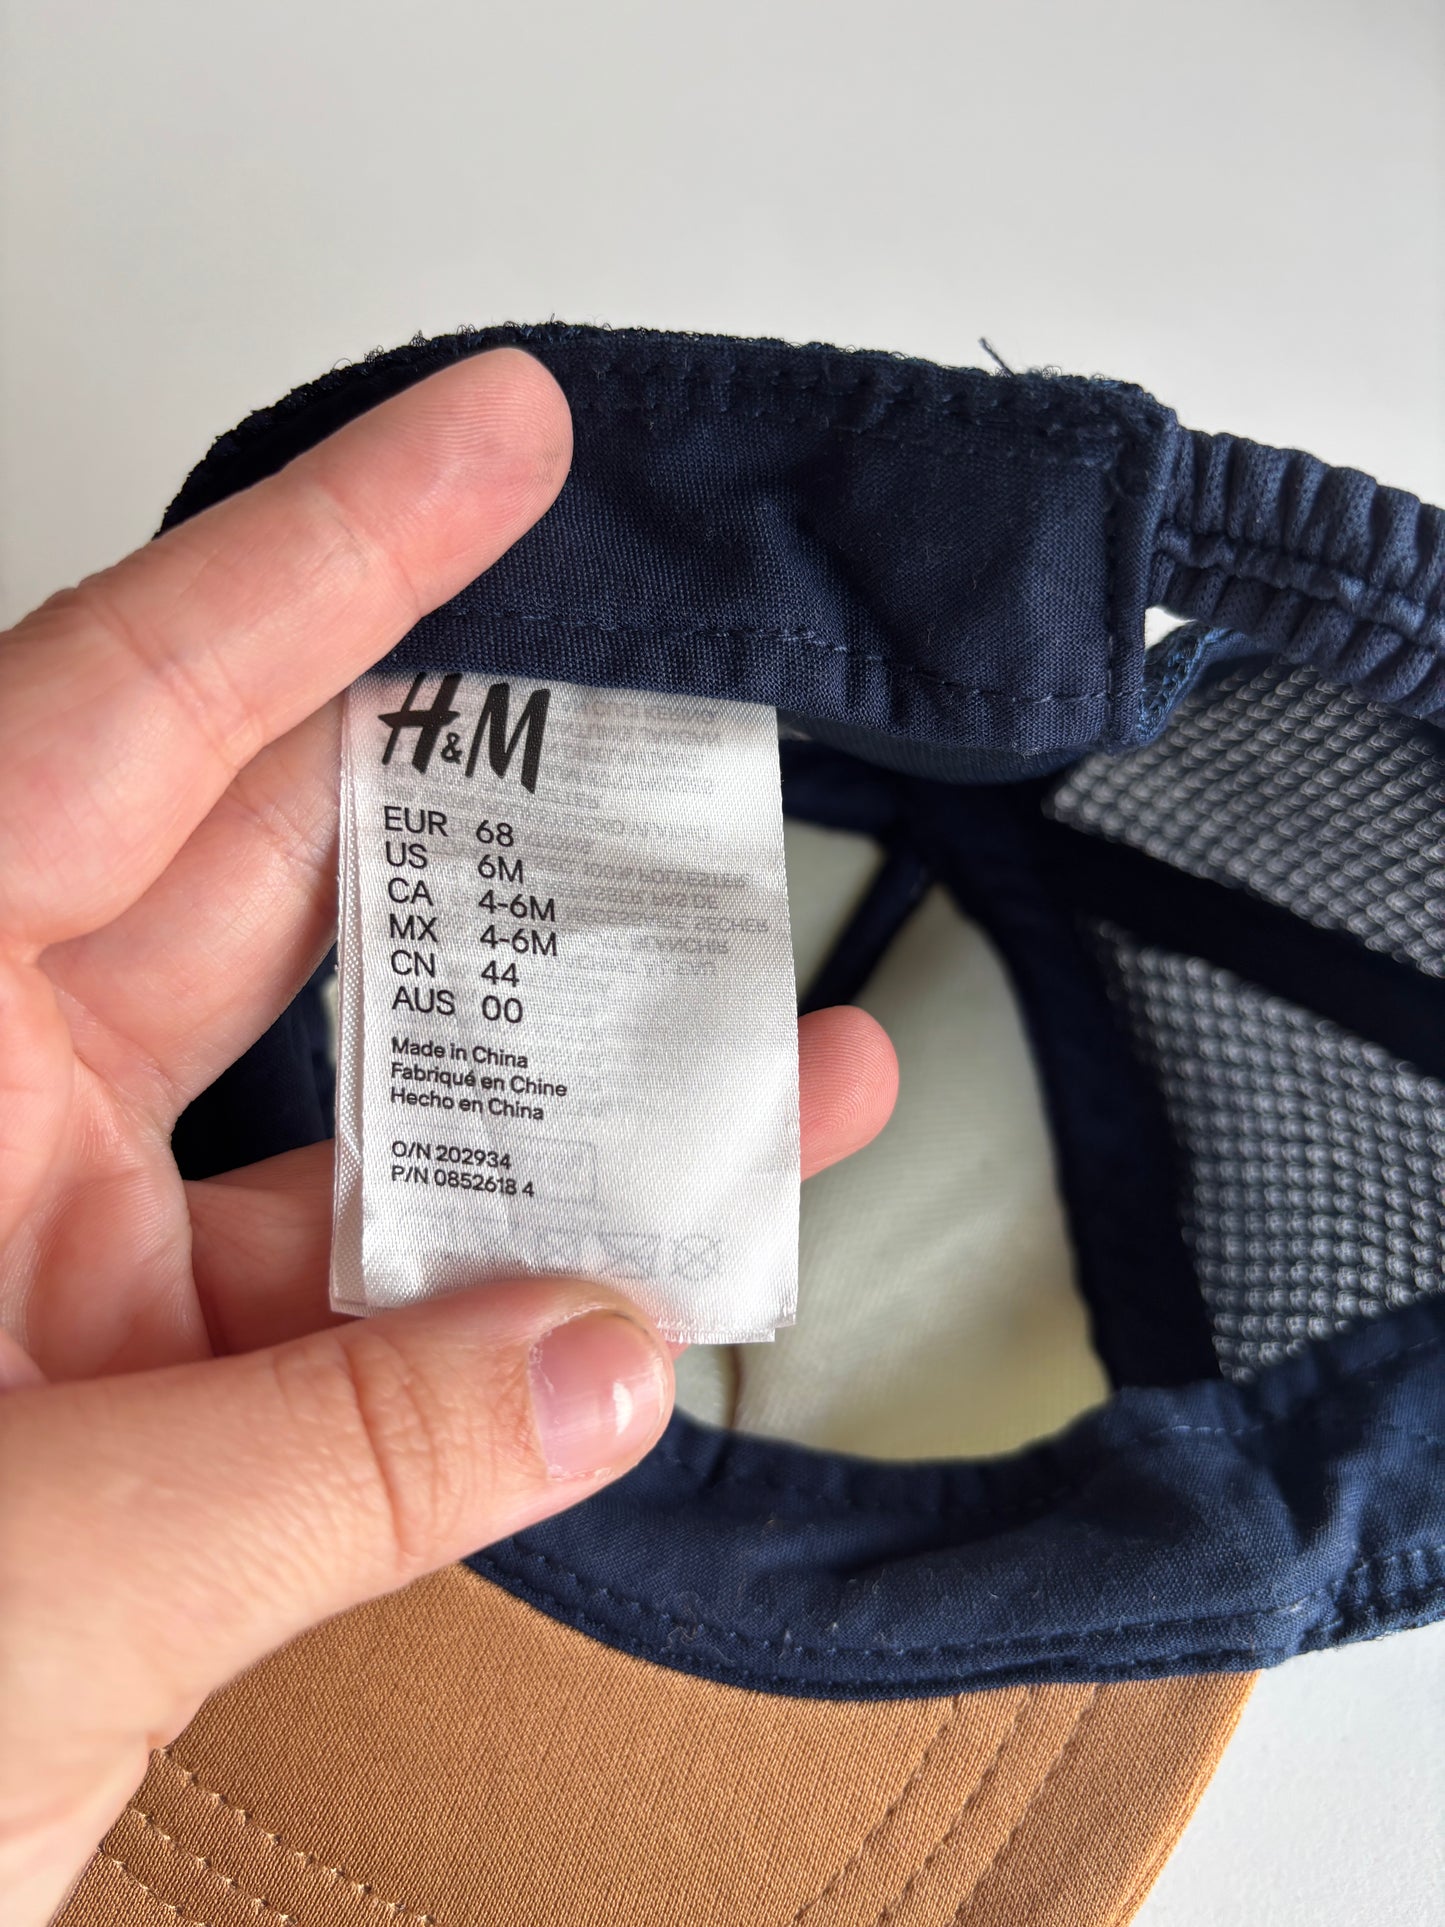 H&M
EUR 68
US 6M
CA 4-6M
MX 4-6M
CN 44
AUS 00
Made in China
Fabriqué en Chine
Hecho en China
O/N 202934
P/N 0852618 4